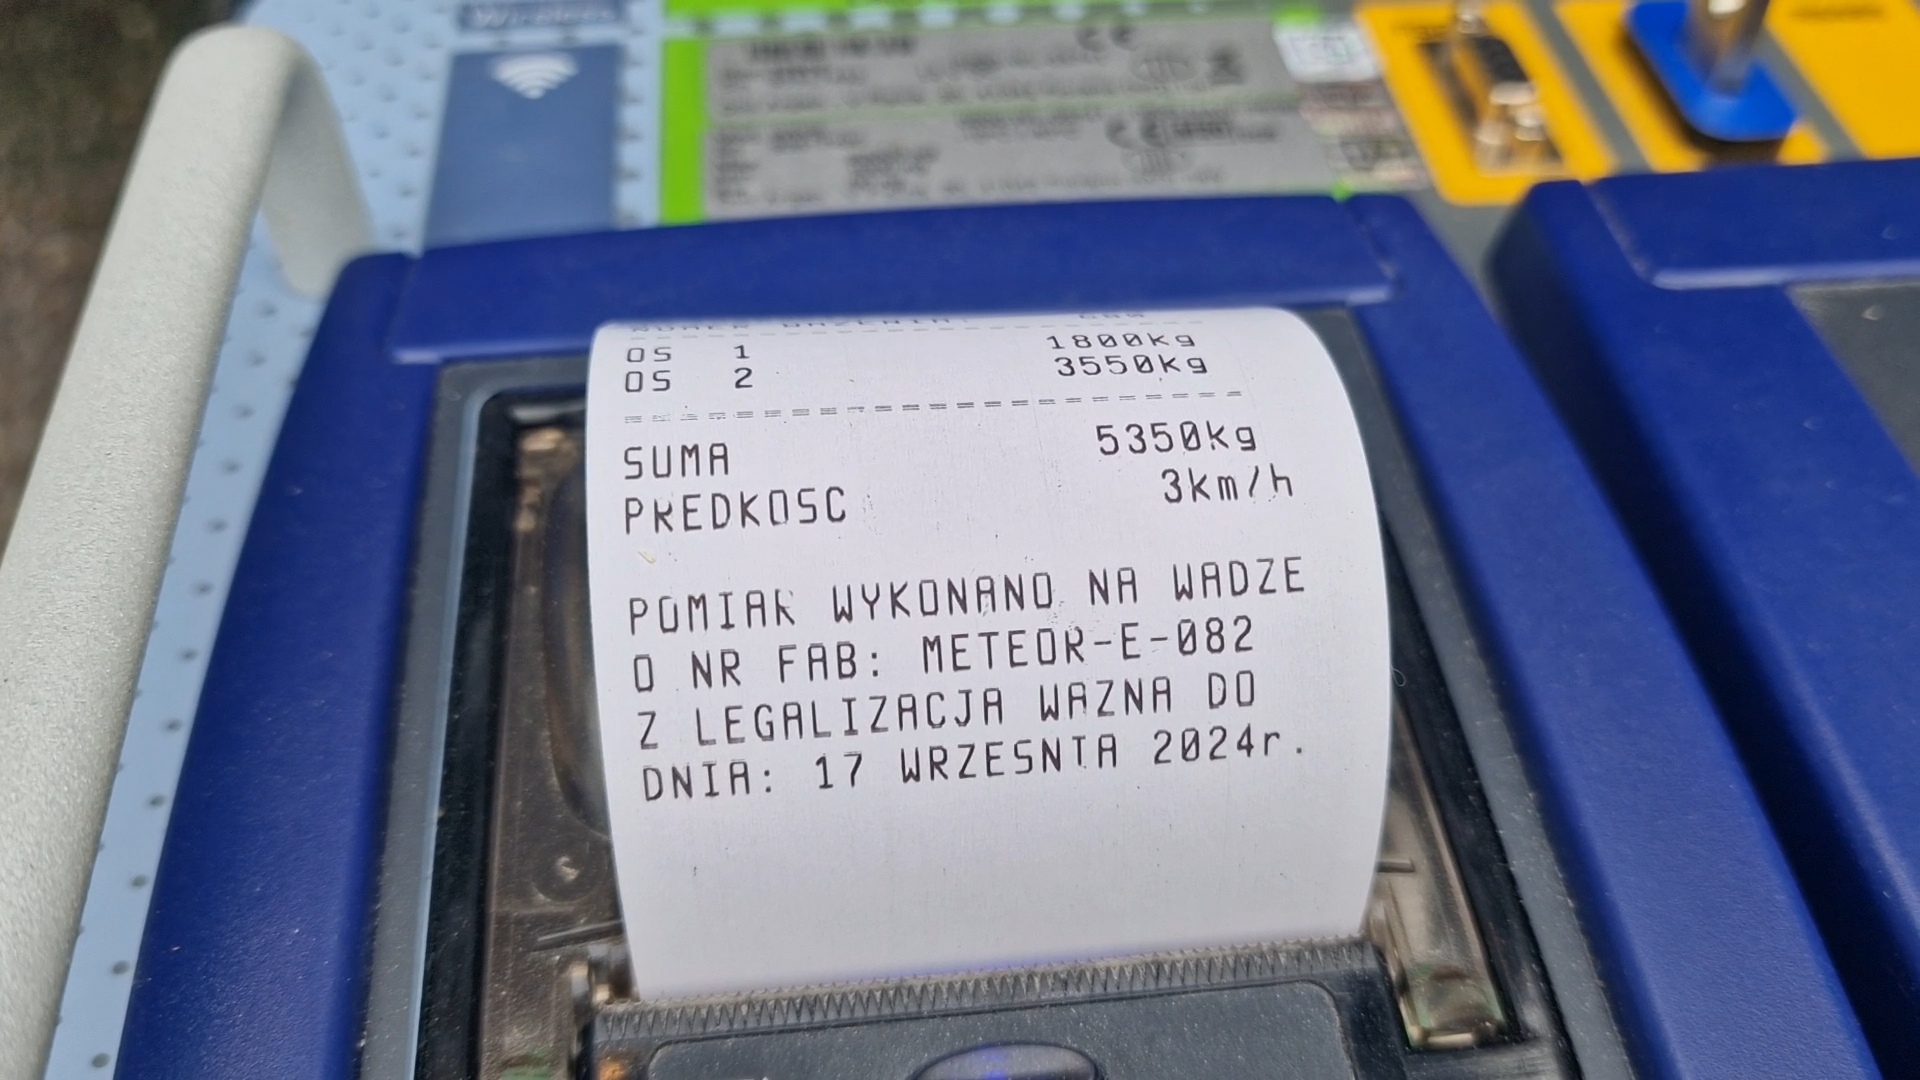 Wireless
OS 1 1800kg
OS 2 3550kg
SUMA 5350kg
PREDKOSC 3km/h
POMIAR WYKONANO NA WADZE
O NR FAB: METEOR-E-082
Z LEGALIZACJA WAZNA DO
DNIA: 17 WRZESNIA 2024r.